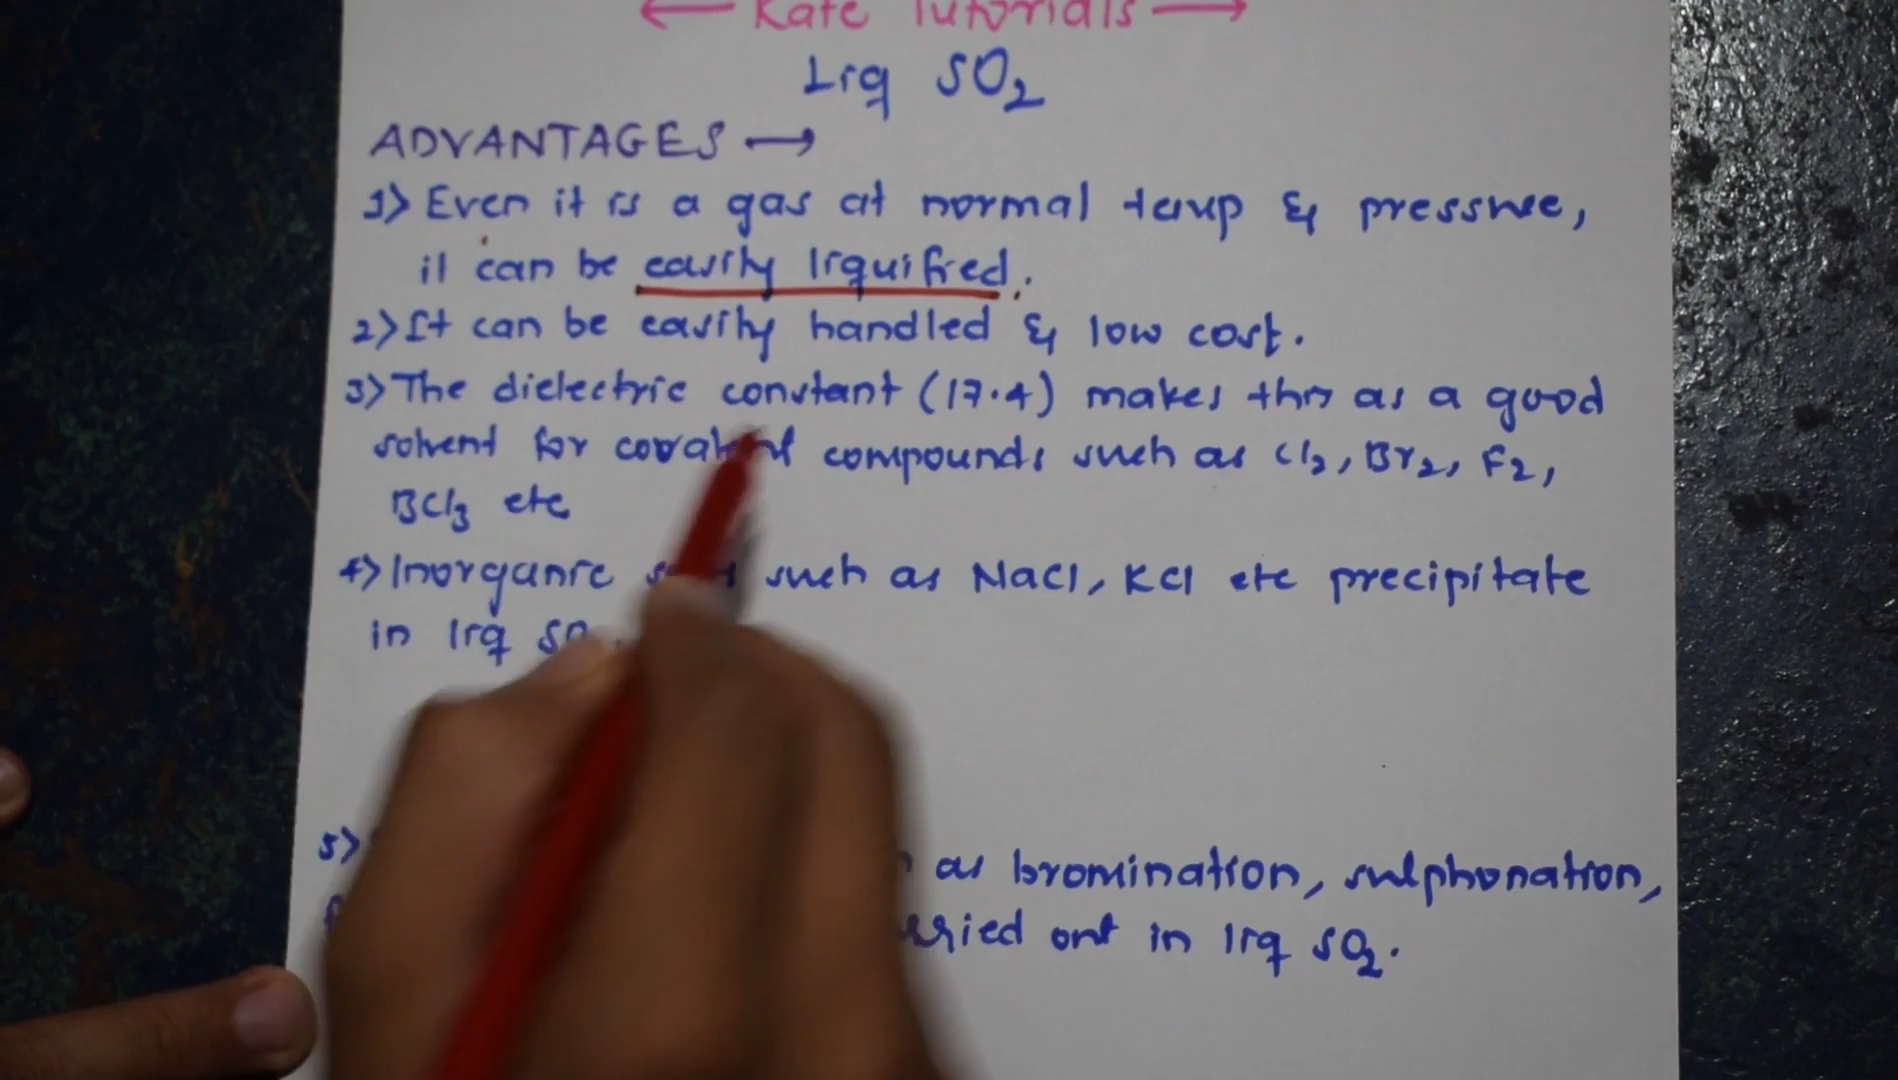 ← Kate Tutorials →
Liq SO2
ADVANTAGES →
1) Even it is a gas at normal temp & pressure,
it can be easily liquified.
2) It can be easily handled & low cost.
3) The dielectric constant (17.4) makes this as a good
solvent for covalent compounds such as Cl2, Br2, F2,
BCl3 etc
4) Inorganic such as NaCl, KCl etc precipitate
in liq
5) as bromination, sulphonation,
out in liq SO2.